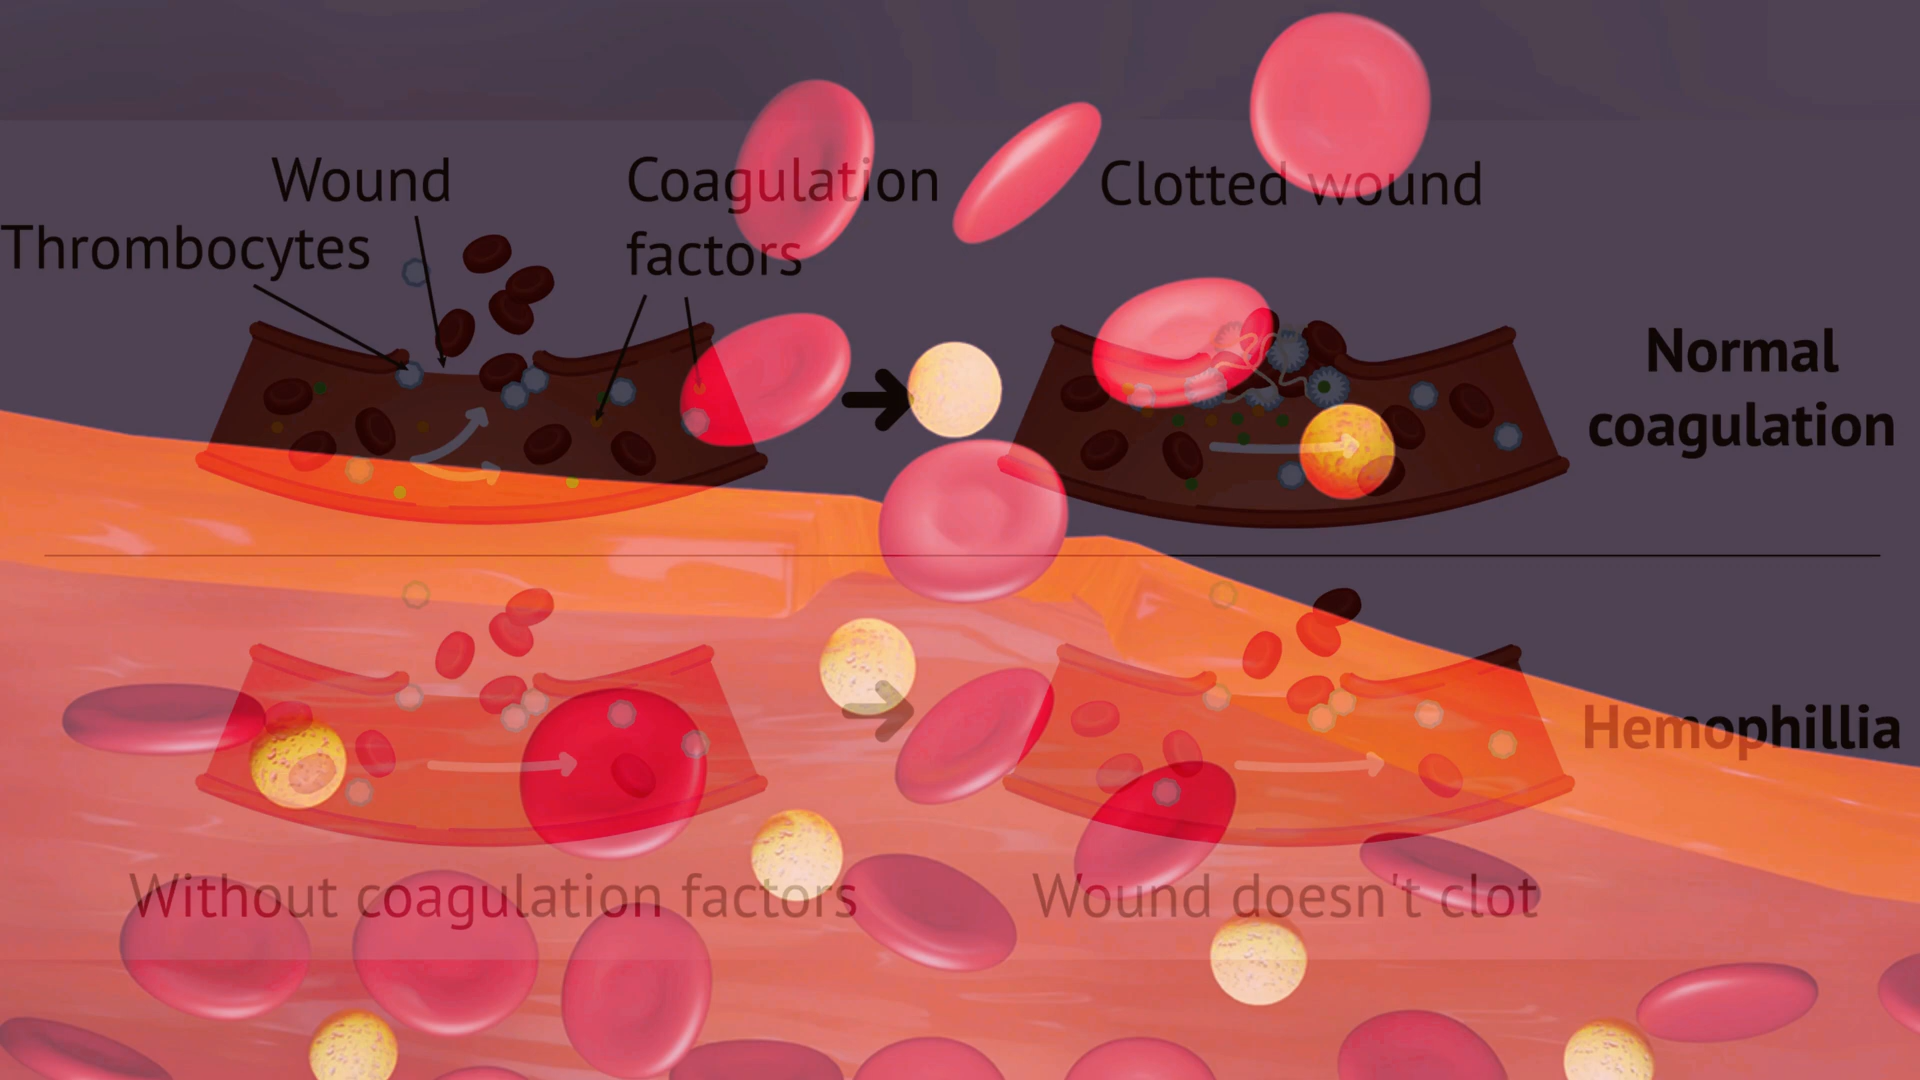 Wound
Thrombocytes
Coagulation
factors
Clotted wound
Normal
coagulation
Hemophillia
Without coagulation factors
Wound doesn't clot